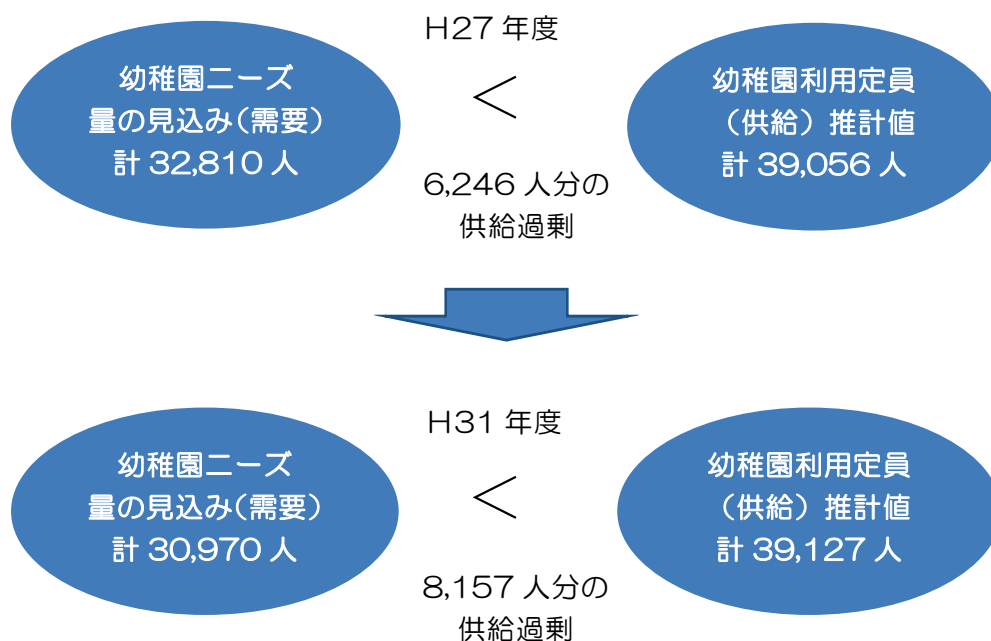 H27 年度
幼稚園ニーズ
量の見込み（需要）
計 32,810 人
＜
幼稚園利用定員
（供給）推計値
計 39,056 人
6,246 人分の
供給過剰
H31 年度
幼稚園ニーズ
量の見込み（需要）
計 30,970 人
＜
幼稚園利用定員
（供給）推計値
計 39,127 人
8,157 人分の
供給過剰